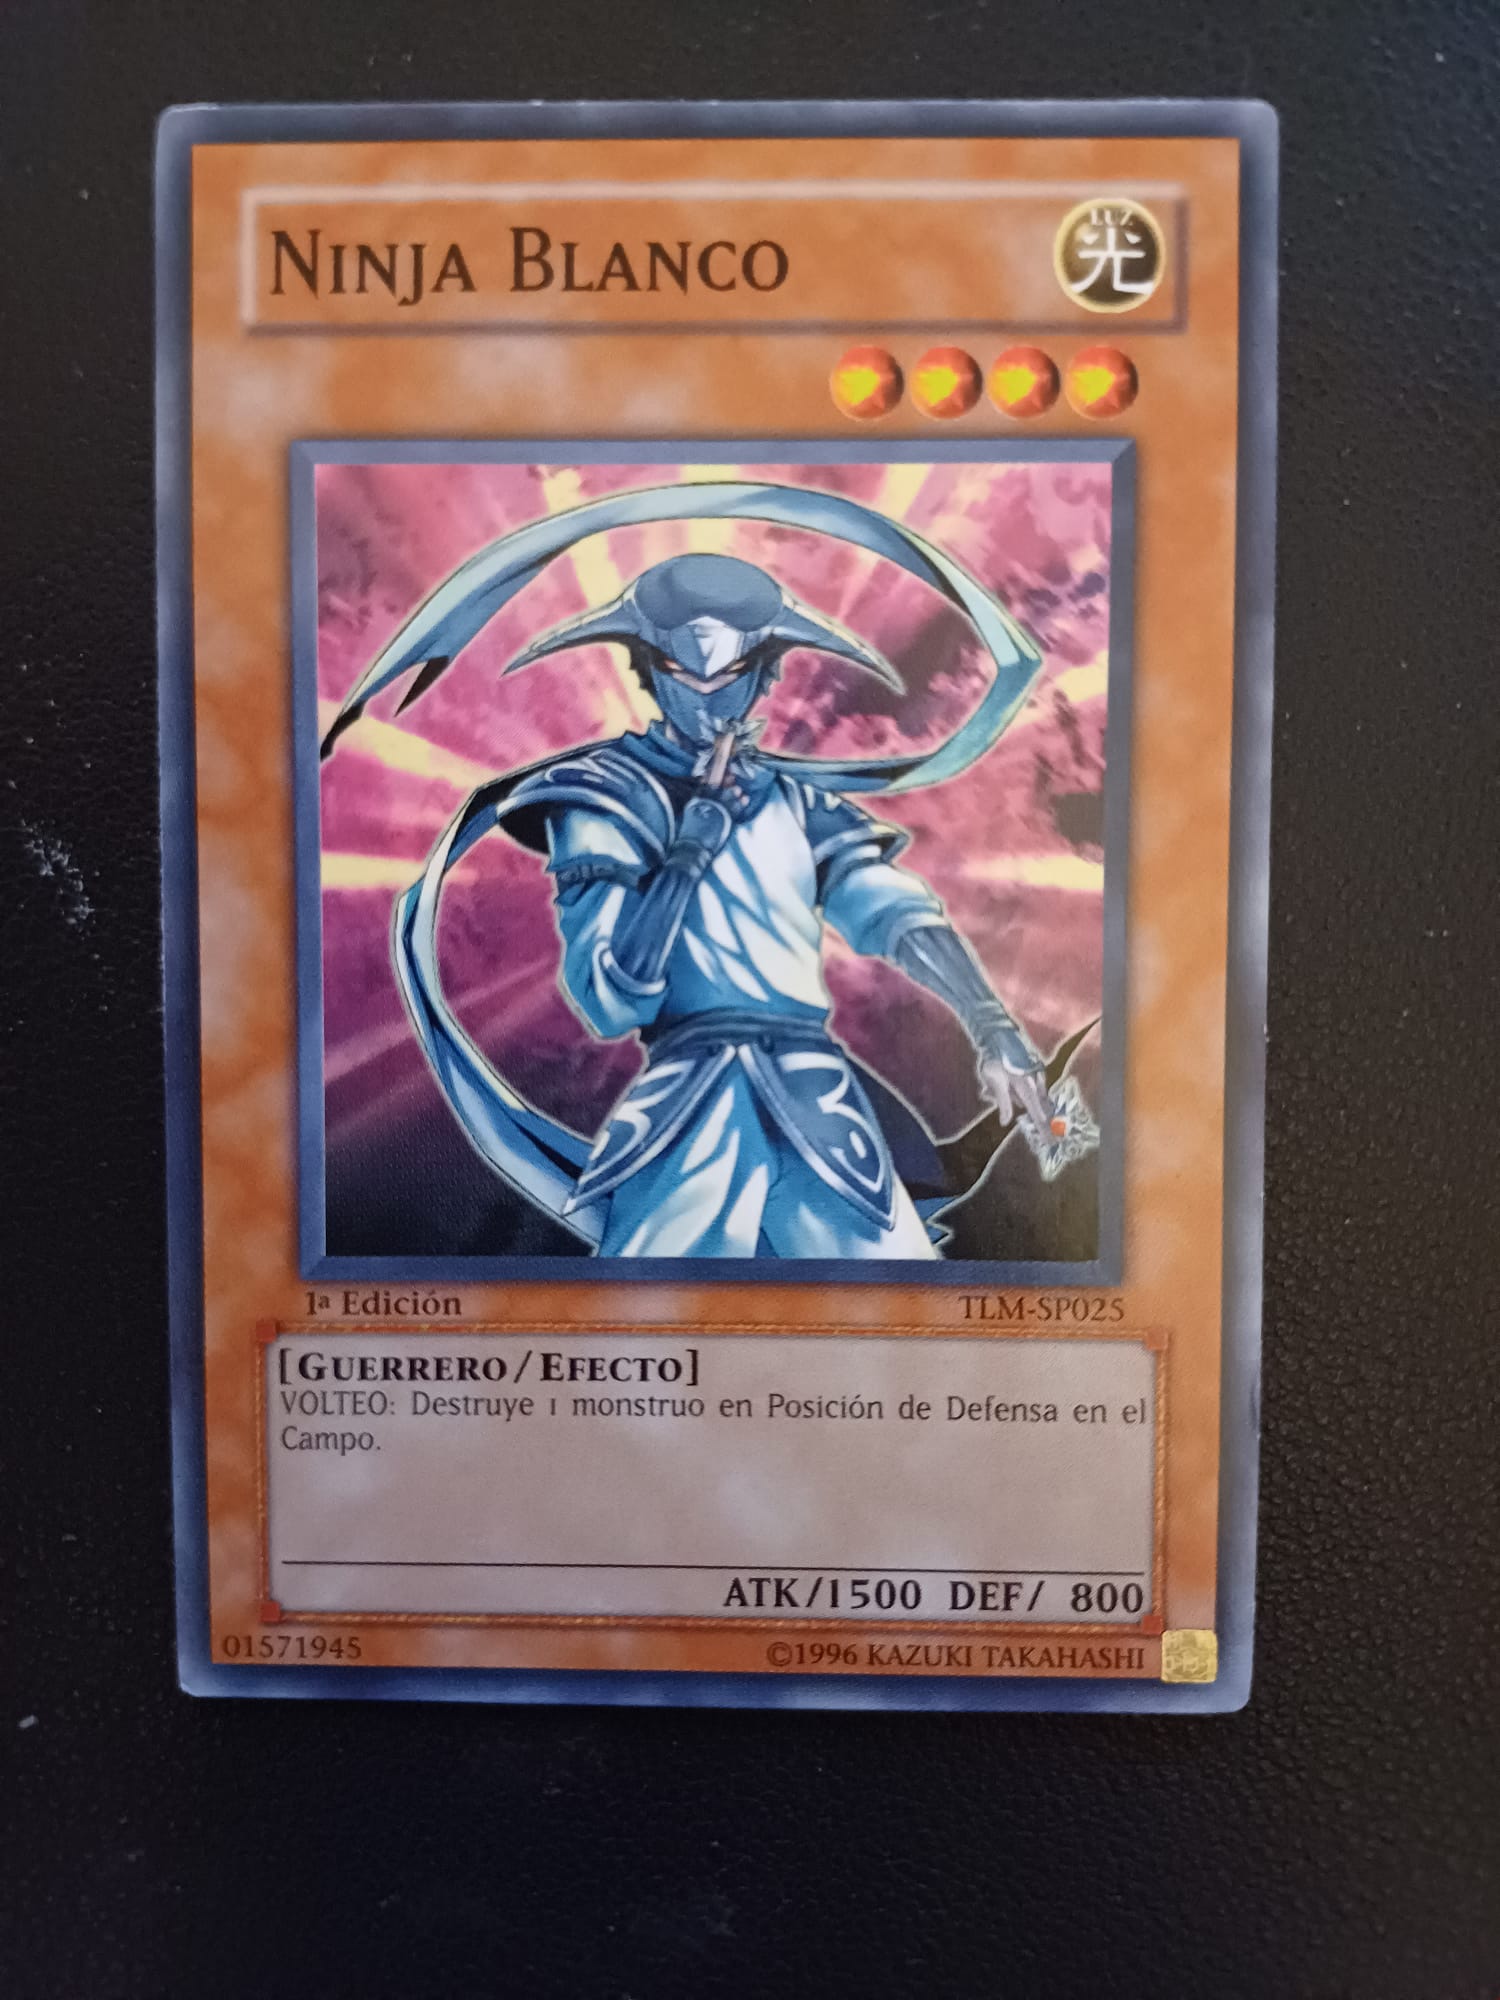 NINJA BLANCO
LUZ
光
1ª Edición
TLM-SP025
[GUERRERO/EFECTO]
VOLTEO: Destruye 1 monstruo en Posición de Defensa en el
Campo.
ATK/1500 DEF/ 800
01571945
©1996 KAZUKI TAKAHASHI